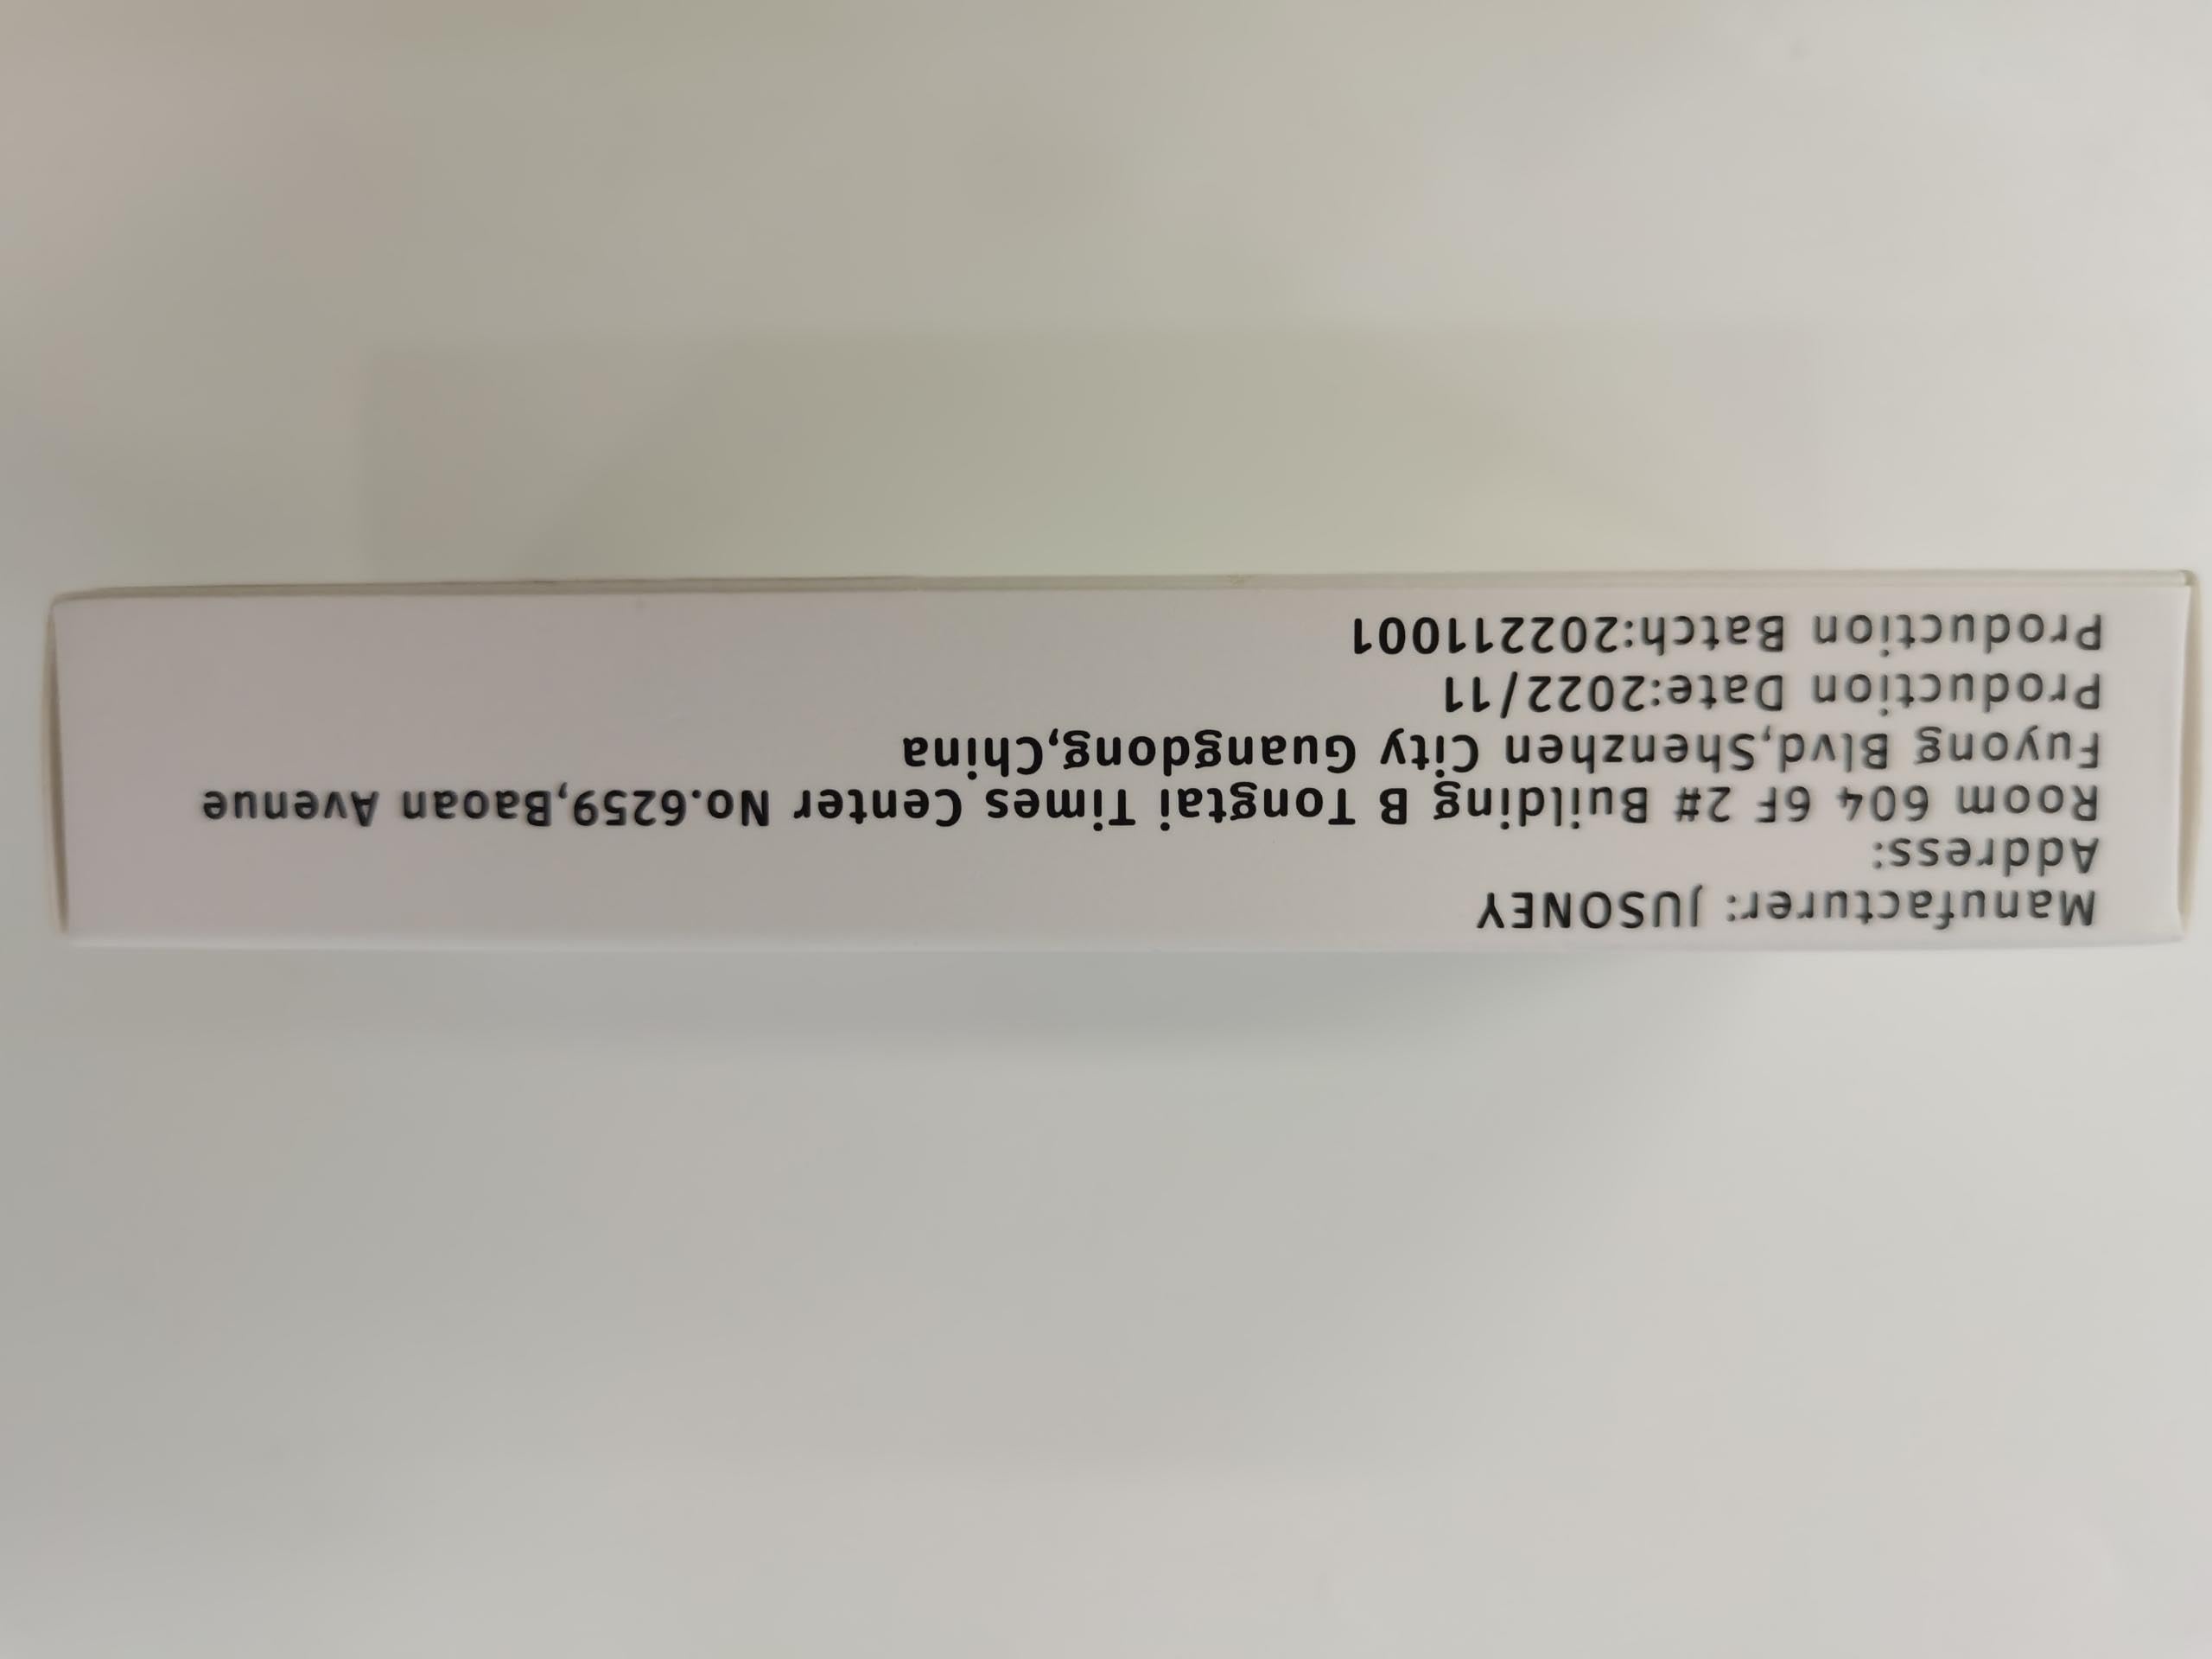 Manufacturer: JUSONEY
Address:
Room 604 6F 2# Building B Tongtai Times Center No.6259,Baoan Avenue
Fuyong Blvd,Shenzhen City Guangdong,China
Production Date:2022/11
Production Batch:202211001